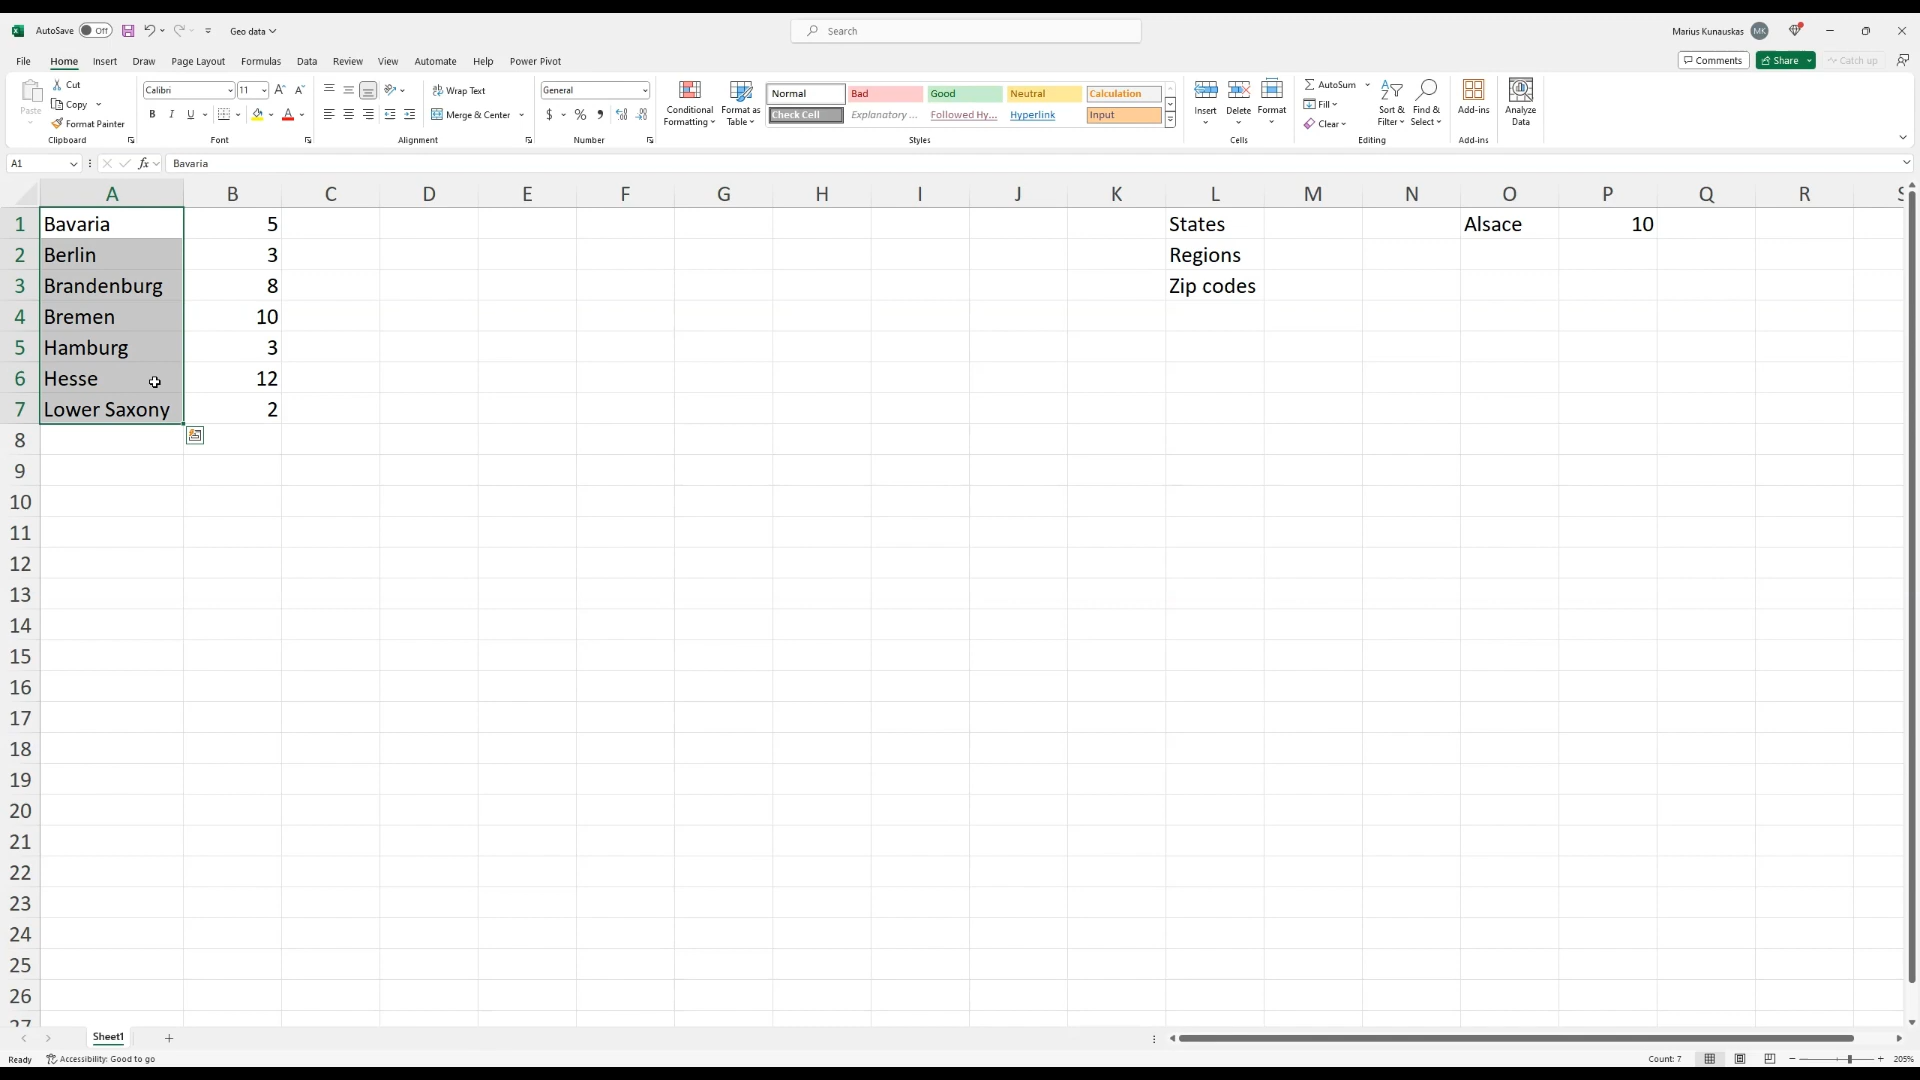 AutoSave Off Geo data Search Marius Kunauskas MK
File Home Insert Draw Page Layout Formulas Data Review View Automate Help Power Pivot Comments Share Catch up
Paste
Cut
Copy
Format Painter
Clipboard
Calibri 11
B I U
Font
Wrap Text
Merge & Center
Alignment
General
$ % ,
Number
Conditional Formatting
Format as Table
Normal Bad Good Neutral Calculation
Check Cell Explanatory ... Followed Hy... Hyperlink Input
Styles
Insert Delete Format
Cells
AutoSum
Fill
Clear
Sort & Filter
Find & Select
Editing
Add-ins
Add-ins
Analyze Data
A1 fx Bavaria
A B C D E F G H I J K L M N O P Q R S
1 Bavaria 5 States Alsace 10
2 Berlin 3 Regions
3 Brandenburg 8 Zip codes
4 Bremen 10
5 Hamburg 3
6 Hesse 12
7 Lower Saxony 2
8
9
10
11
12
13
14
15
16
17
18
19
20
21
22
23
24
25
26
27
Sheet1
Ready Accessibility: Good to go Count: 7 205%